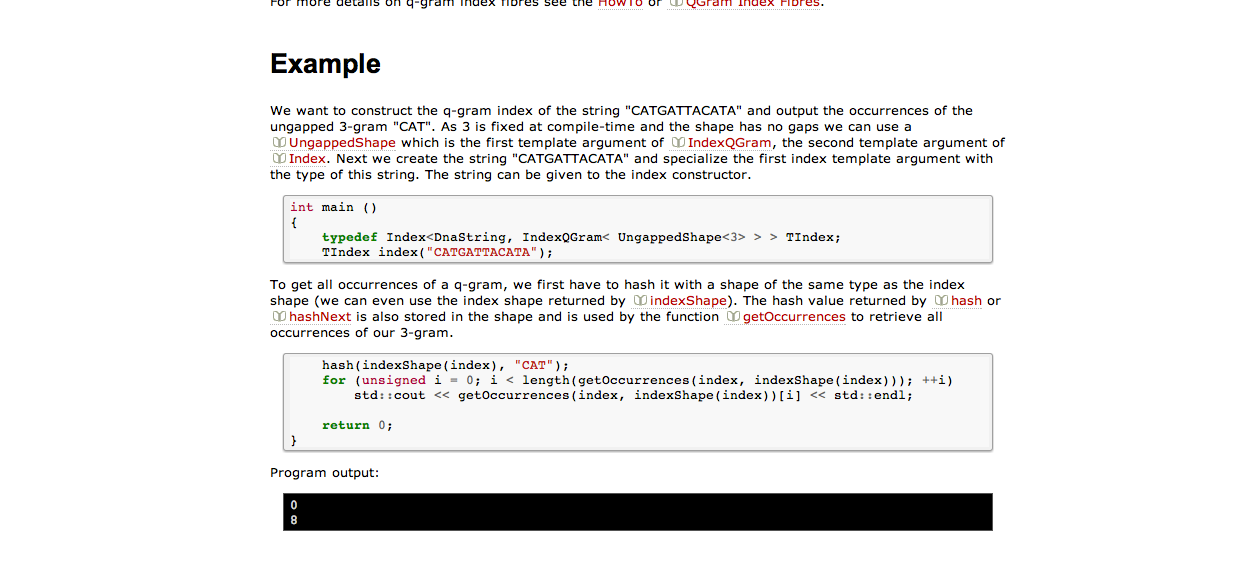 For more details on q-gram index fibres see the HowTo or QGram Index Fibres.
Example
We want to construct the q-gram index of the string "CATGATTACATA" and output the occurrences of the
ungapped 3-gram "CAT". As 3 is fixed at compile-time and the shape has no gaps we can use a
UngappedShape which is the first template argument of IndexQGram, the second template argument of
Index. Next we create the string "CATGATTACATA" and specialize the first index template argument with
the type of this string. The string can be given to the index constructor.
int main ()
{
    typedef Index<DnaString, IndexQGram< UngappedShape<3> > > TIndex;
    TIndex index("CATGATTACATA");
To get all occurrences of a q-gram, we first have to hash it with a shape of the same type as the index
shape (we can even use the index shape returned by indexShape). The hash value returned by hash or
hashNext is also stored in the shape and is used by the function getOccurrences to retrieve all
occurrences of our 3-gram.
    hash(indexShape(index), "CAT");
    for (unsigned i = 0; i < length(getOccurrences(index, indexShape(index))); ++i)
        std::cout << getOccurrences(index, indexShape(index))[i] << std::endl;
    return 0;
}
Program output:
0
8